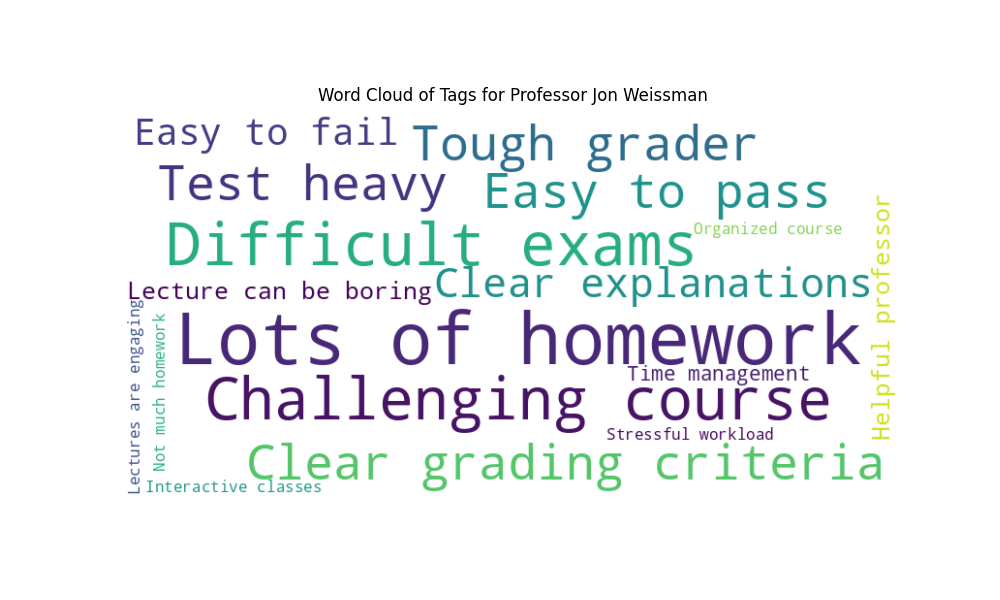 Word Cloud of Tags for Professor Jon Weissman
Easy to fail
Tough grader
Test heavy
Easy to pass
Difficult exams
Organized course
Helpful professor
Clear explanations
Lecture can be boring
Lectures are engaging
Not much homework
Lots of homework
Time management
Challenging course
Stressful workload
Clear grading criteria
Interactive classes